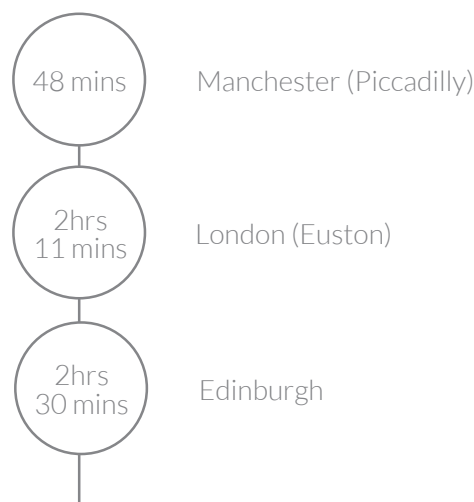 48 mins
Manchester (Piccadilly)
2hrs
11 mins
London (Euston)
2hrs
30 mins
Edinburgh